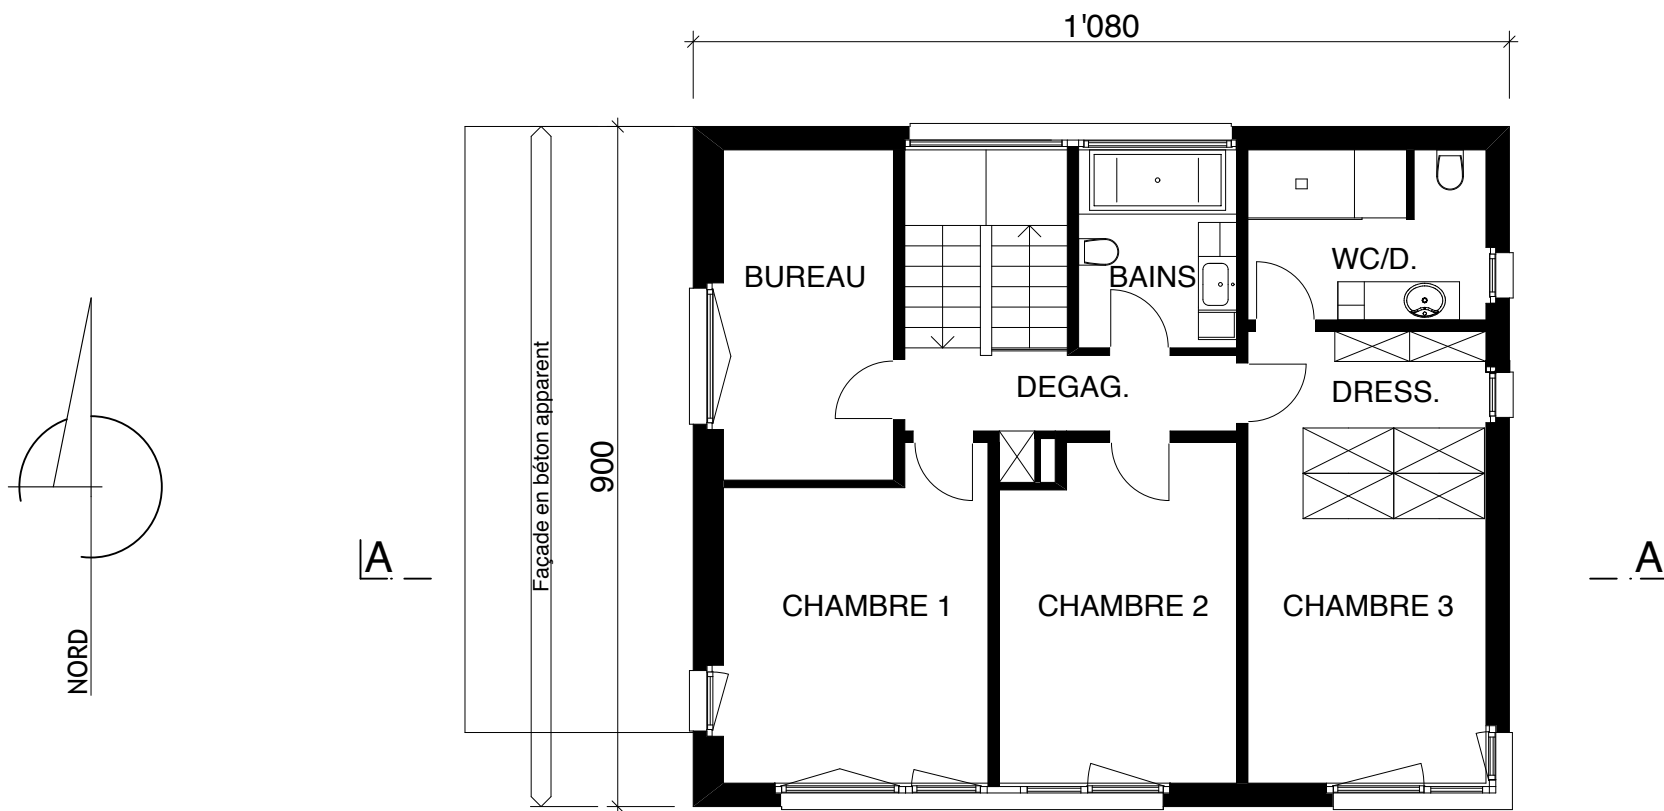 1'080
BUREAU
BAINS
WC/D.
Façade en béton apparent
DEGAG.
DRESS.
900
A
A
CHAMBRE 1
CHAMBRE 2
CHAMBRE 3
NORD